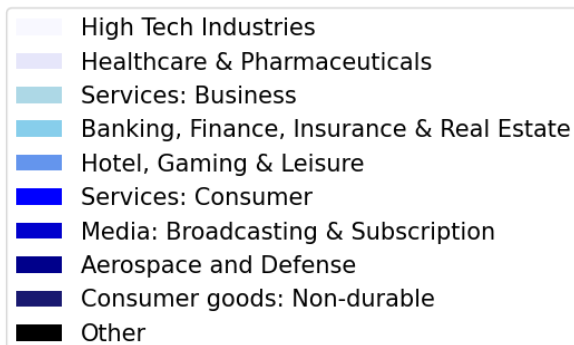 High Tech Industries
Healthcare & Pharmaceuticals
Services: Business
Banking, Finance, Insurance & Real Estate
Hotel, Gaming & Leisure
Services: Consumer
Media: Broadcasting & Subscription
Aerospace and Defense
Consumer goods: Non-durable
Other